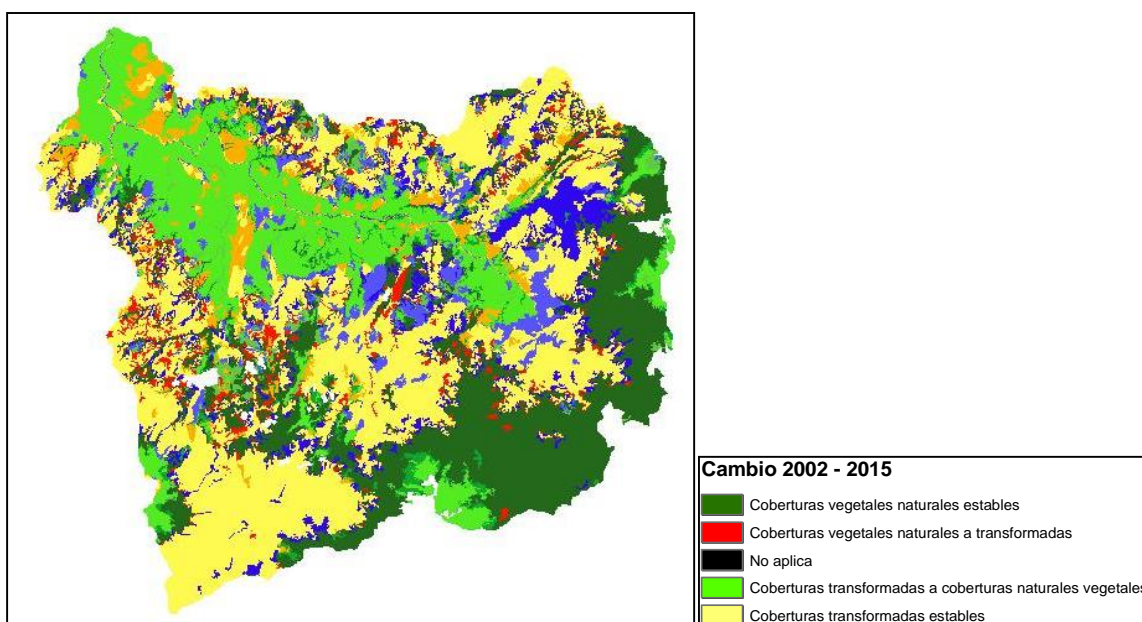 Cambio 2002 - 2015
Coberturas vegetales naturales estables
Coberturas vegetales naturales a transformadas
No aplica
Coberturas transformadas a coberturas naturales vegetales
Coberturas transformadas estables